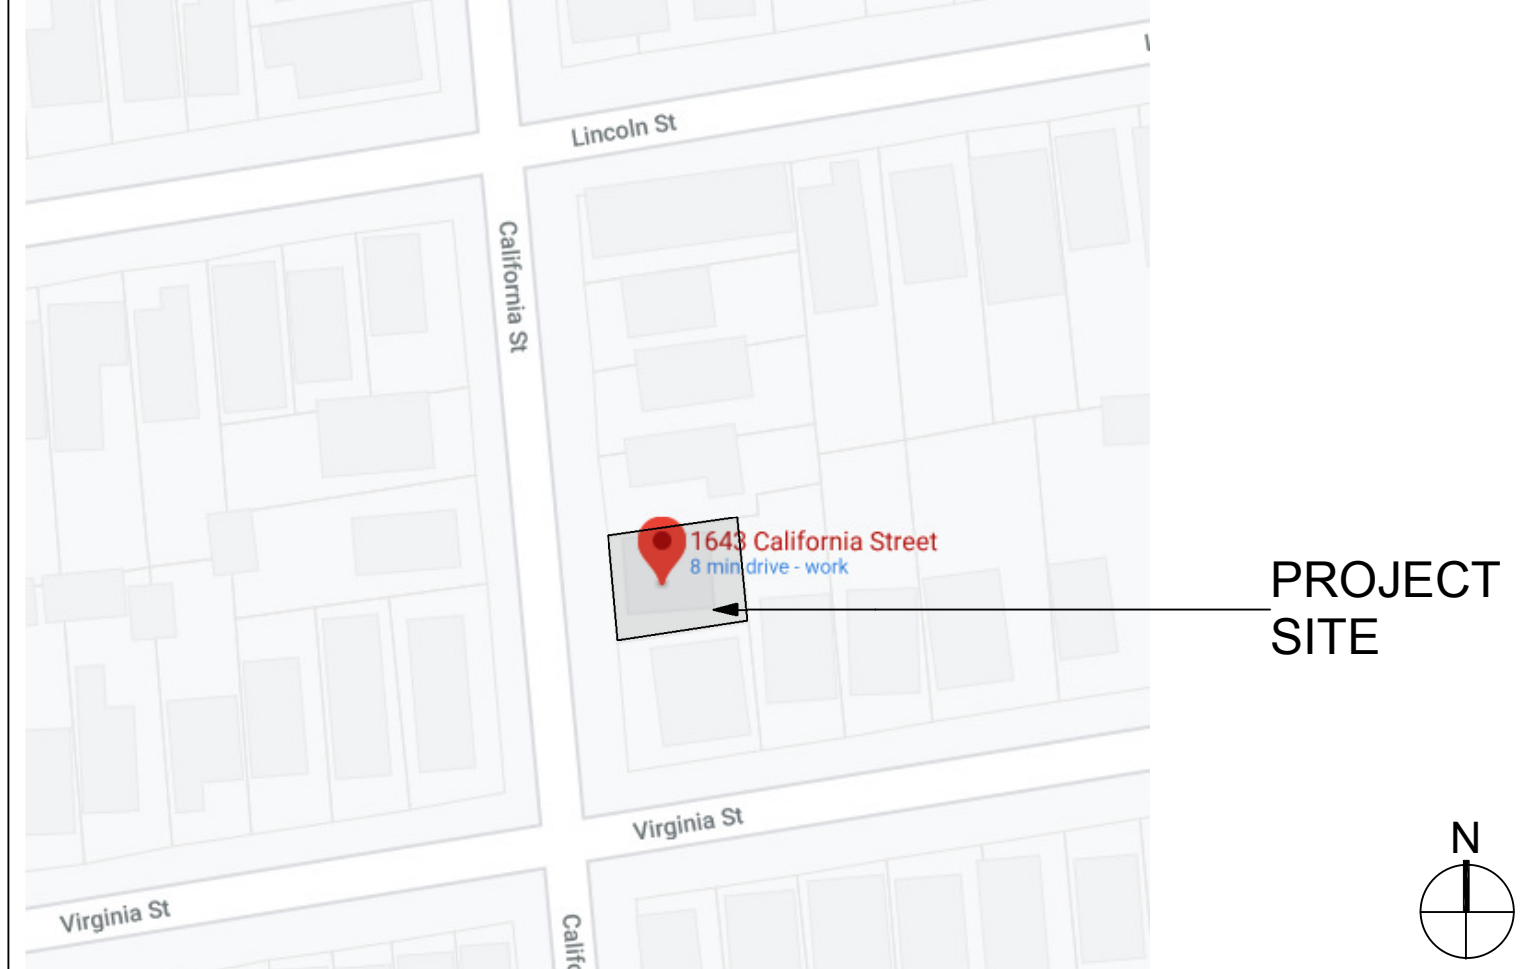 Lincoln St
California St
1643 California Street
8 min drive - work
PROJECT
SITE
Virginia St
N
Virginia St